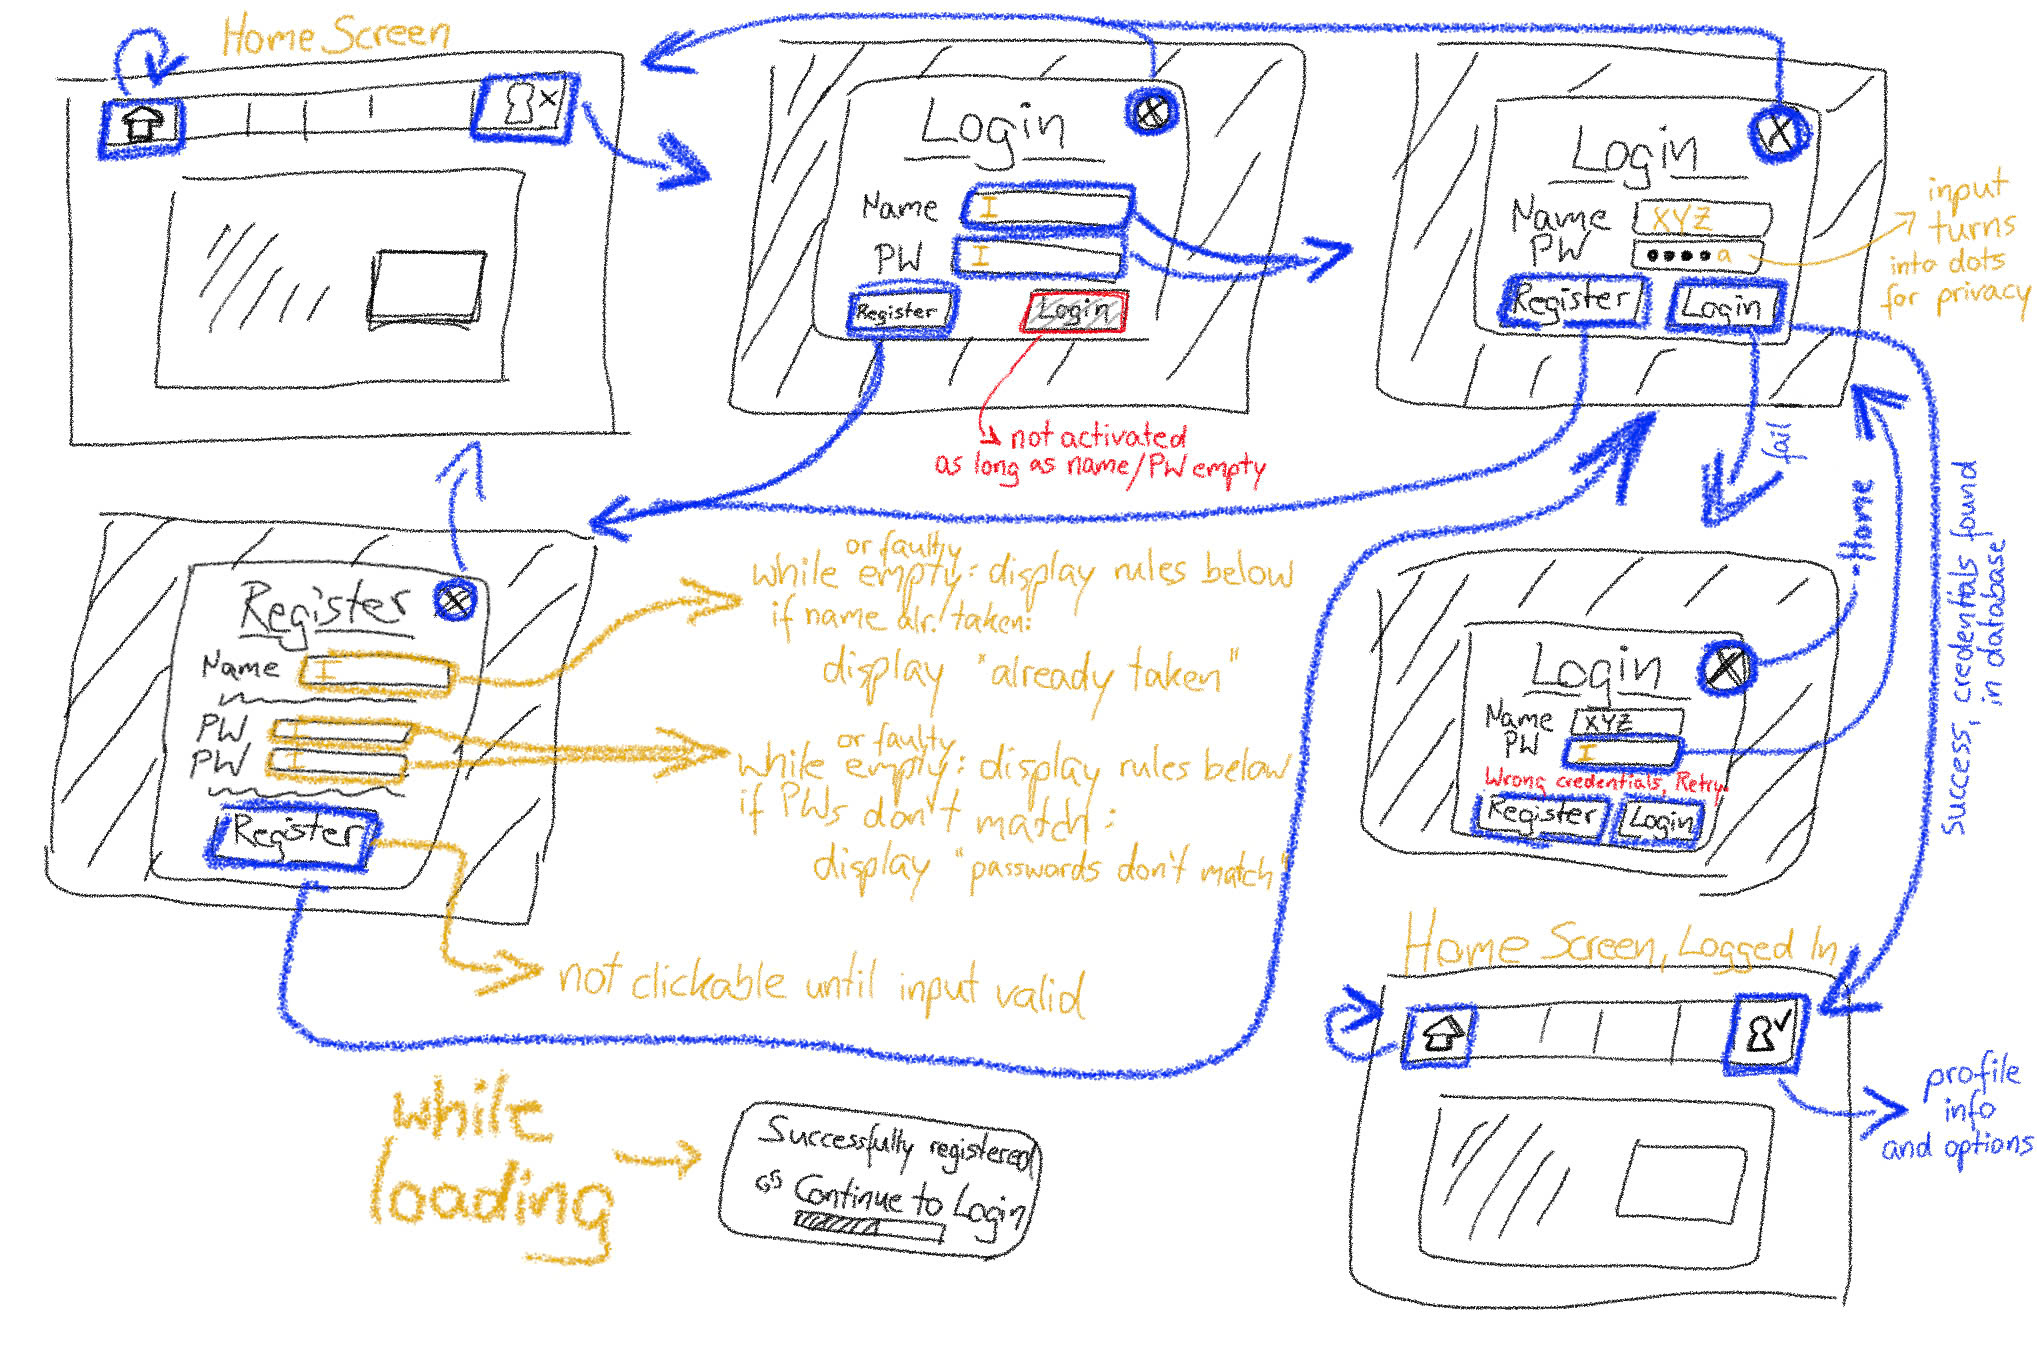 Home Screen
Login
Name I
PW I
Register Login
not activated
as long as name/PW empty
Login
Name XYZ
PW ••••a
Register Login
input
turns
into dots
for privacy
fail
Home
Success, credentials found
in database
Register
Name I
PW I
PW I
Register
or faulty
while empty: display rules below
if name alr. taken:
display "already taken"
or faulty
while empty: display rules below
if PWs don't match:
display "passwords don't match"
not clickable until input valid
Login
Name XYZ
PW I
Wrong credentials, Retry.
Register Login
Home Screen, Logged In
profile
info
and options
while
loading
Successfully registered
Continue to Login